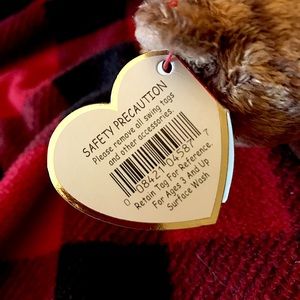 SAFETY PRECAUTION
Please remove all swing tags
and other accessories.
0 08421 04587 7
Retain Tag For Reference.
For Ages 3 And Up
Surface Wash